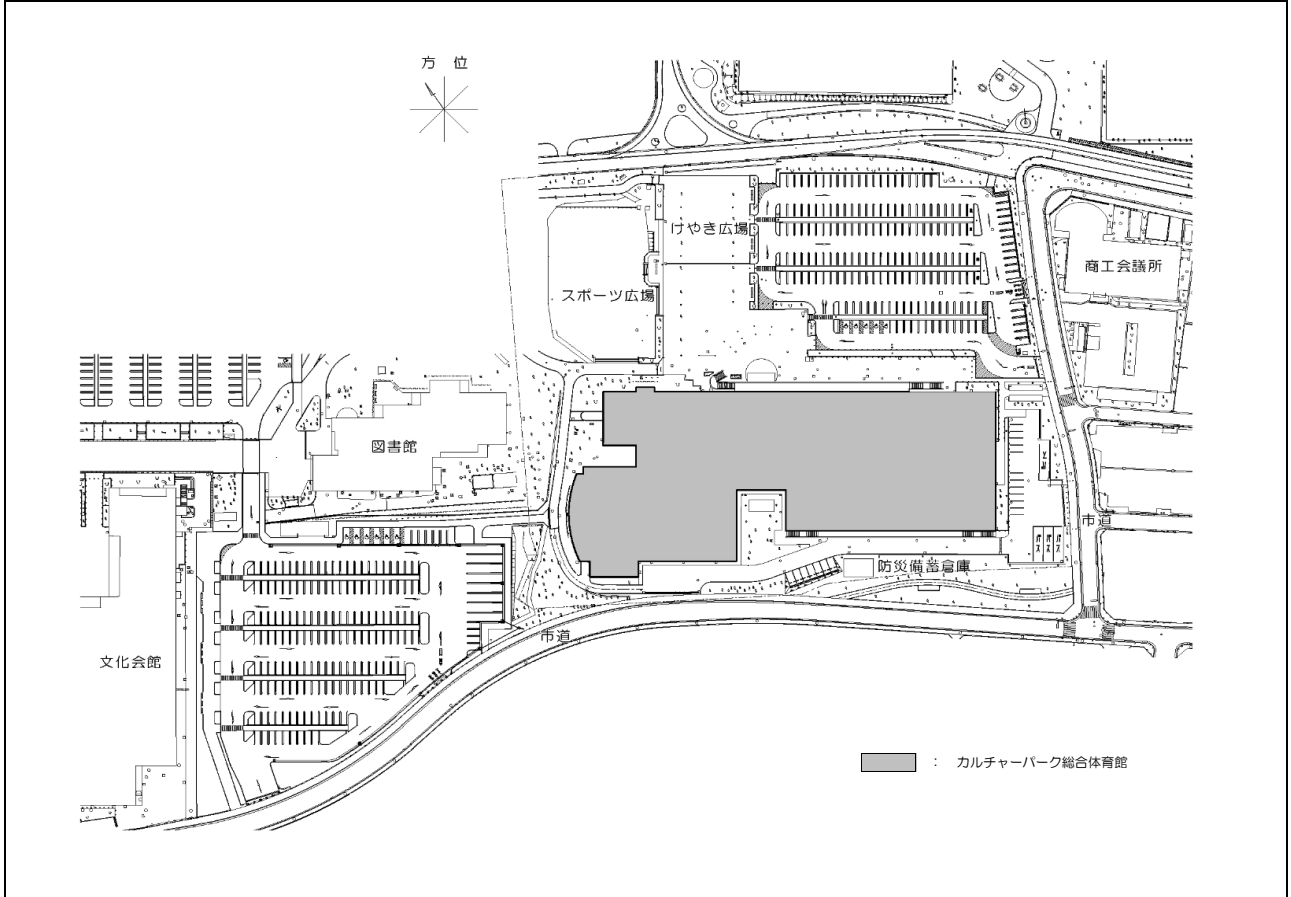 方 位
けやき広場
商工会議所
スポーツ広場
図書館
市道
防災備蓄倉庫
市道
文化会館
： カルチャーパーク総合体育館